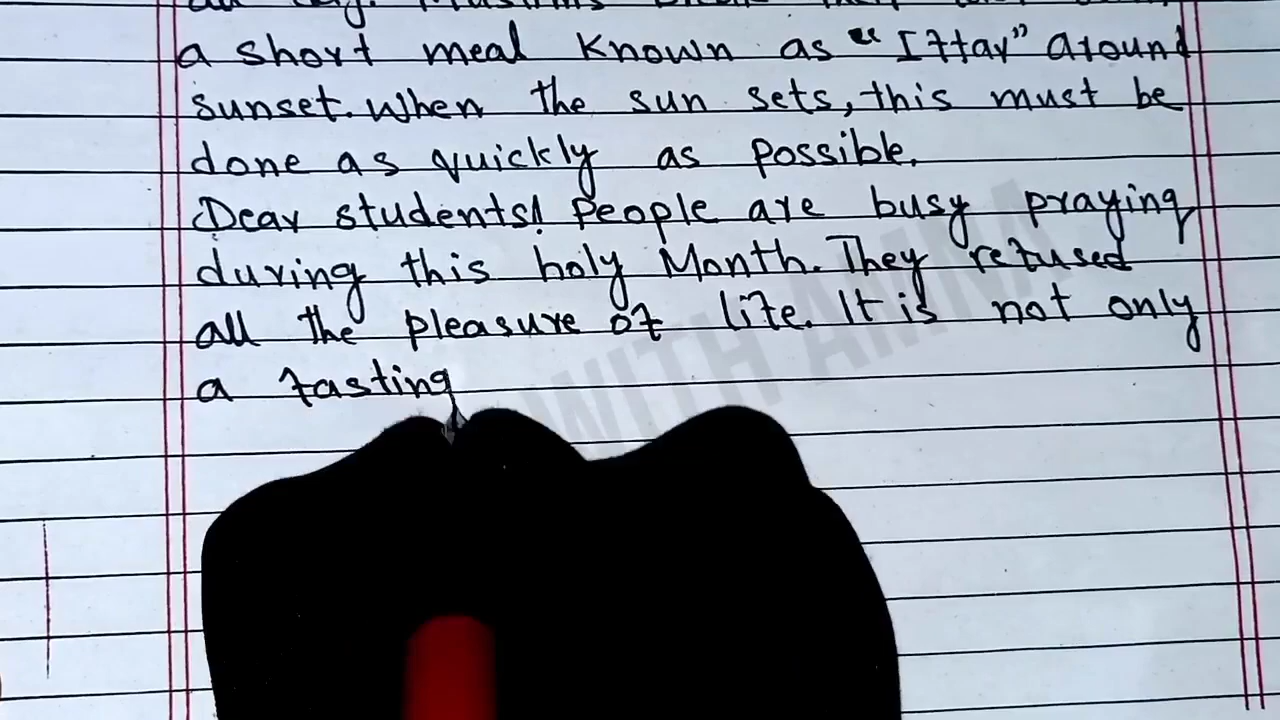 a short meal known as "Iftar" around
sunset. When the sun sets, this must be
done as quickly as possible.
Dear students! People are busy praying
during this holy Month. They refused
all the pleasure of life. It is not only
a fasting
WITH AMNA